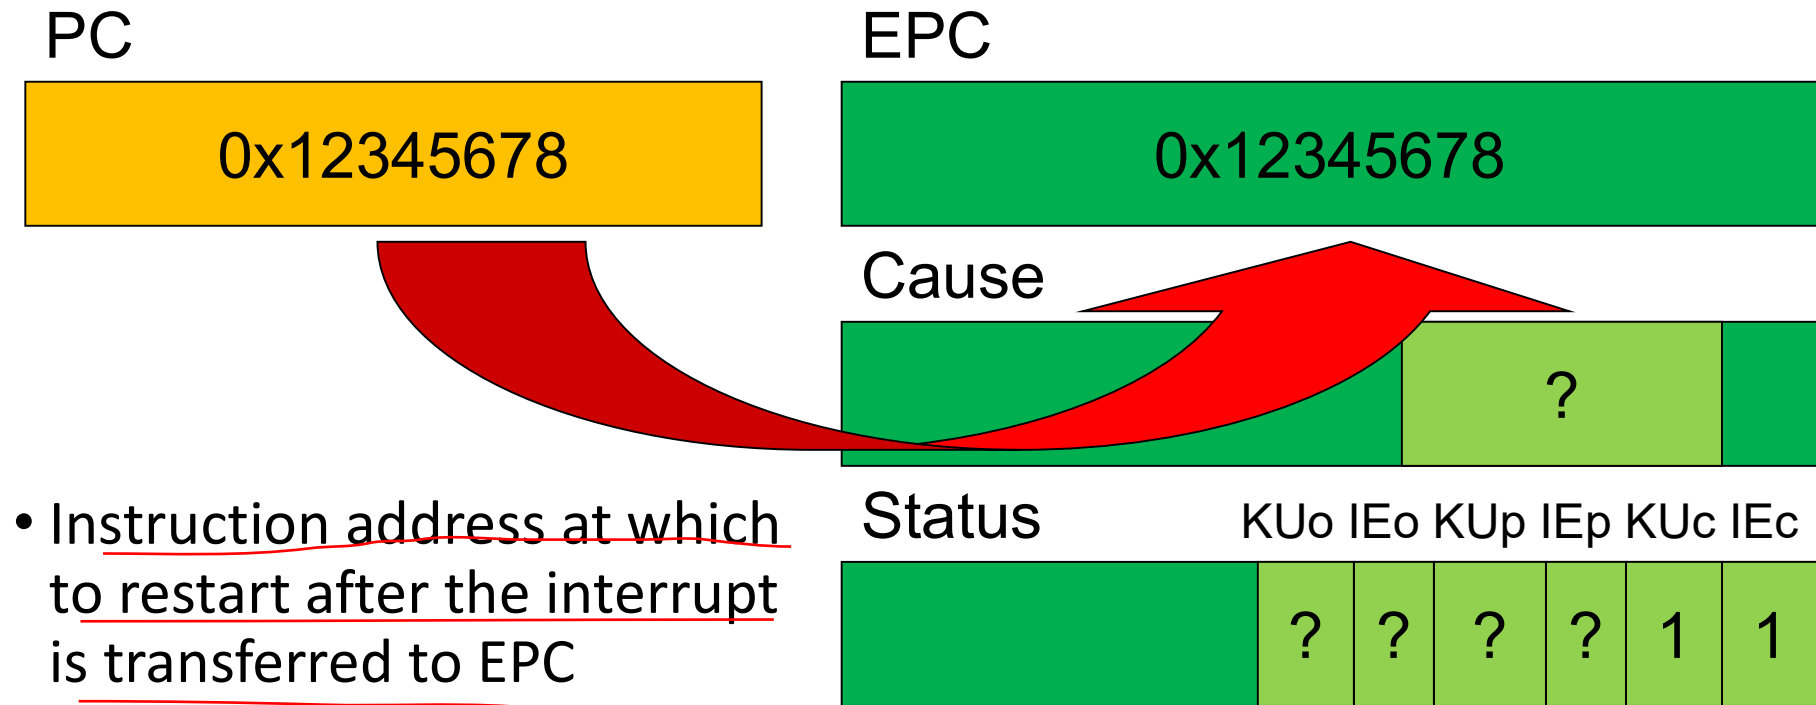 PC
EPC
0x12345678
0x12345678
Cause
?
• Instruction address at which
to restart after the interrupt
is transferred to EPC
Status
KUo IEo KUp IEp KUc IEc
? ? ? ? 1 1